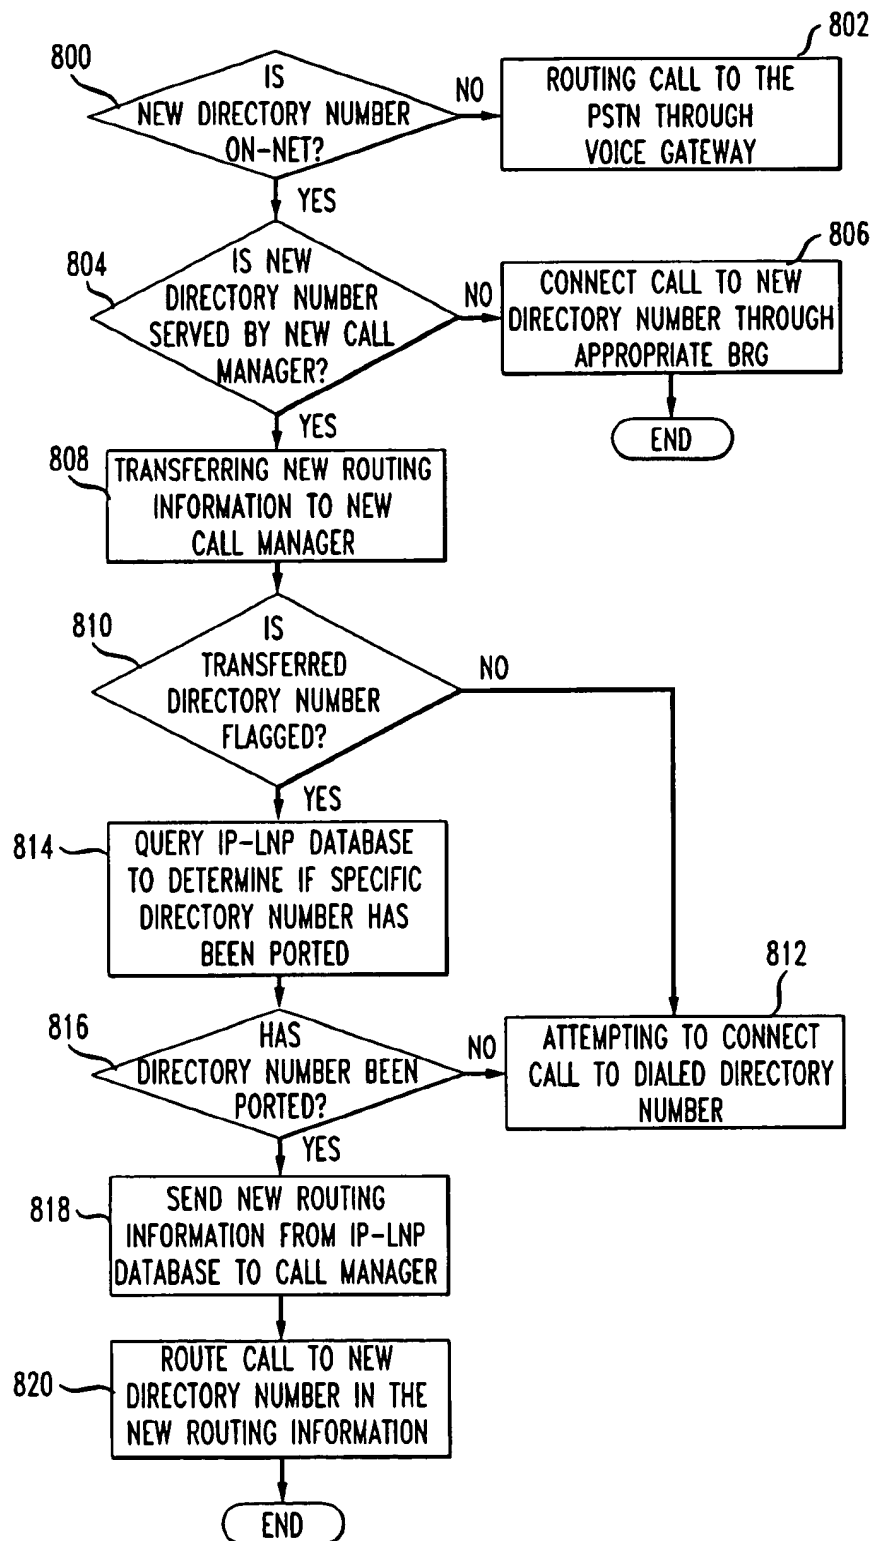 800
IS
NEW DIRECTORY NUMBER
ON-NET?
NO
802
ROUTING CALL TO THE
PSTN THROUGH
VOICE GATEWAY
YES
804
IS NEW
DIRECTORY NUMBER
SERVED BY NEW CALL
MANAGER?
NO
806
CONNECT CALL TO NEW
DIRECTORY NUMBER THROUGH
APPROPRIATE BRG
END
YES
808
TRANSFERRING NEW ROUTING
INFORMATION TO NEW
CALL MANAGER
810
IS
TRANSFERRED
DIRECTORY NUMBER
FLAGGED?
NO
YES
814
QUERY IP-LNP DATABASE
TO DETERMINE IF SPECIFIC
DIRECTORY NUMBER HAS
BEEN PORTED
816
HAS
DIRECTORY NUMBER BEEN
PORTED?
NO
812
ATTEMPTING TO CONNECT
CALL TO DIALED DIRECTORY
NUMBER
YES
818
SEND NEW ROUTING
INFORMATION FROM IP-LNP
DATABASE TO CALL MANAGER
820
ROUTE CALL TO NEW
DIRECTORY NUMBER IN THE
NEW ROUTING INFORMATION
END